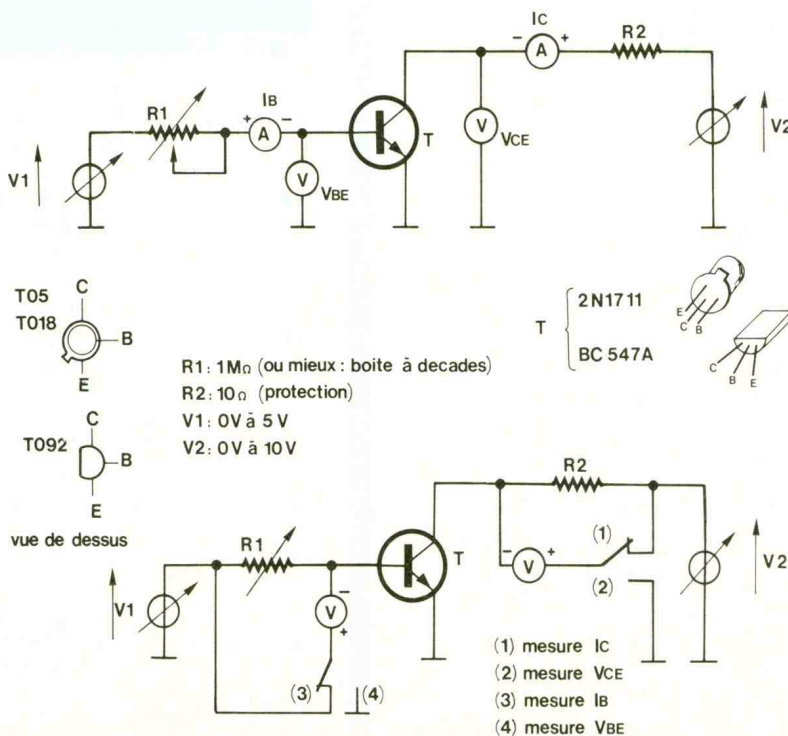 IC
R2
− A +
R1
IB
+ A −
T
V
VCE
V
VBE
V1
V2
T05
T018
C
B
E
T092
C
B
E
vue de dessus
R1: 1MΩ (ou mieux : boite à decades)
R2: 10Ω (protection)
V1: 0V à 5V
V2: 0V à 10V
T
2N1711
BC 547A
E
C
B
C
B
E
R2
R1
T
− V +
(1)
(2)
V1
−
V
+
(3)
(4)
V2
(1) mesure IC
(2) mesure VCE
(3) mesure IB
(4) mesure VBE